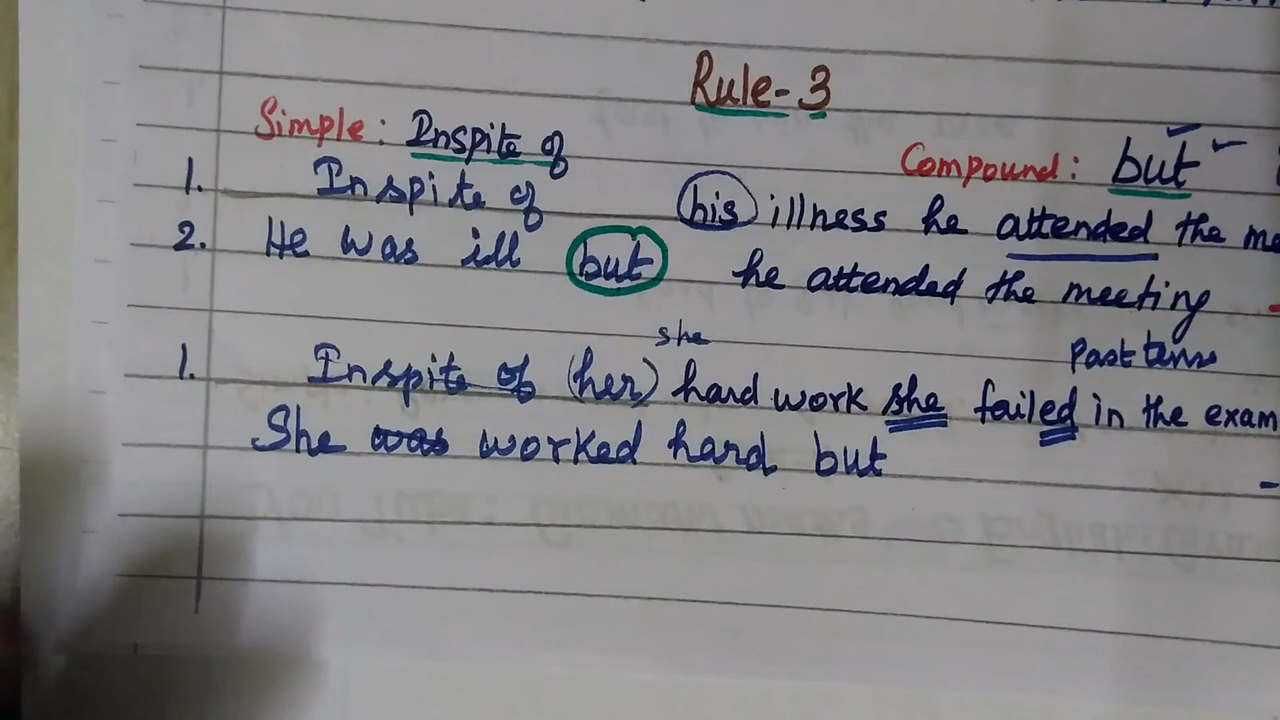 Rule-3
Simple: Inspite of
Compound: but
1. Inspite of his illness he attended the
2. He was ill but he attended the meeting
she
Past tense
1. Inspite of (her) hard work she failed in the exam
She was worked hard but